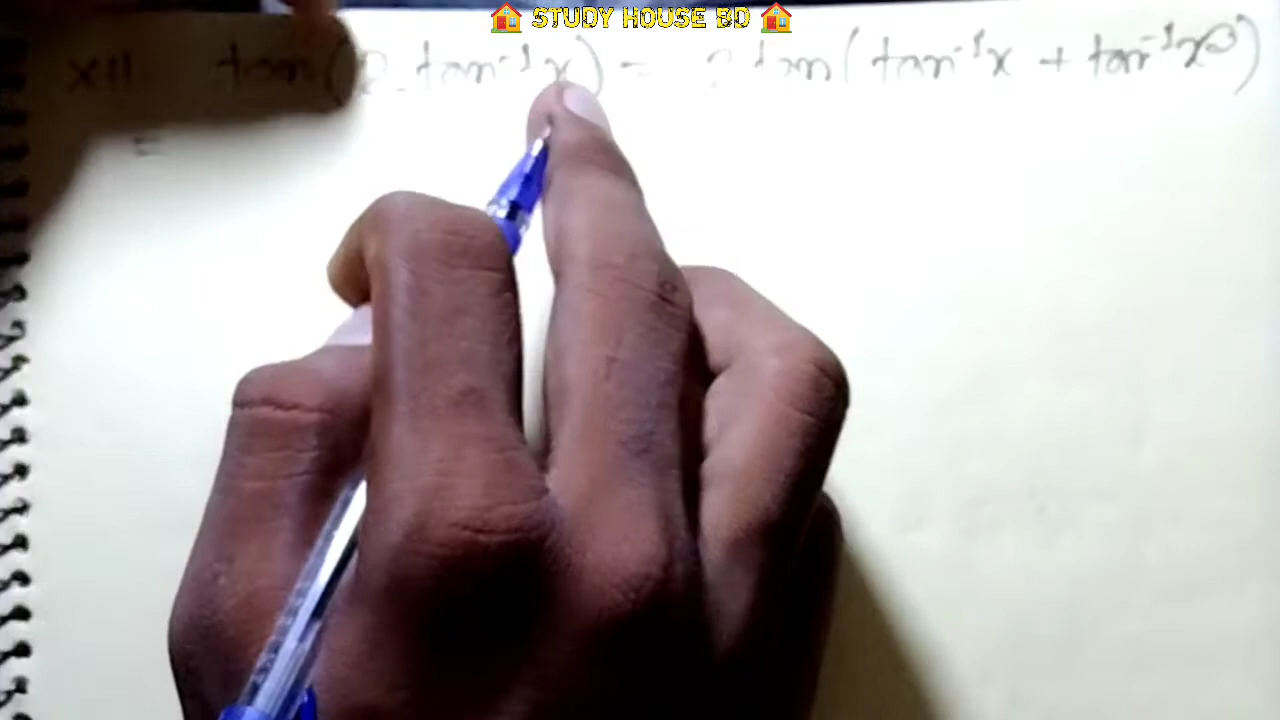 🏠 STUDY HOUSE BD 🏠
XII. tan(2 tan⁻¹x) = 2 tan(tan⁻¹x + tan⁻¹x³)
=